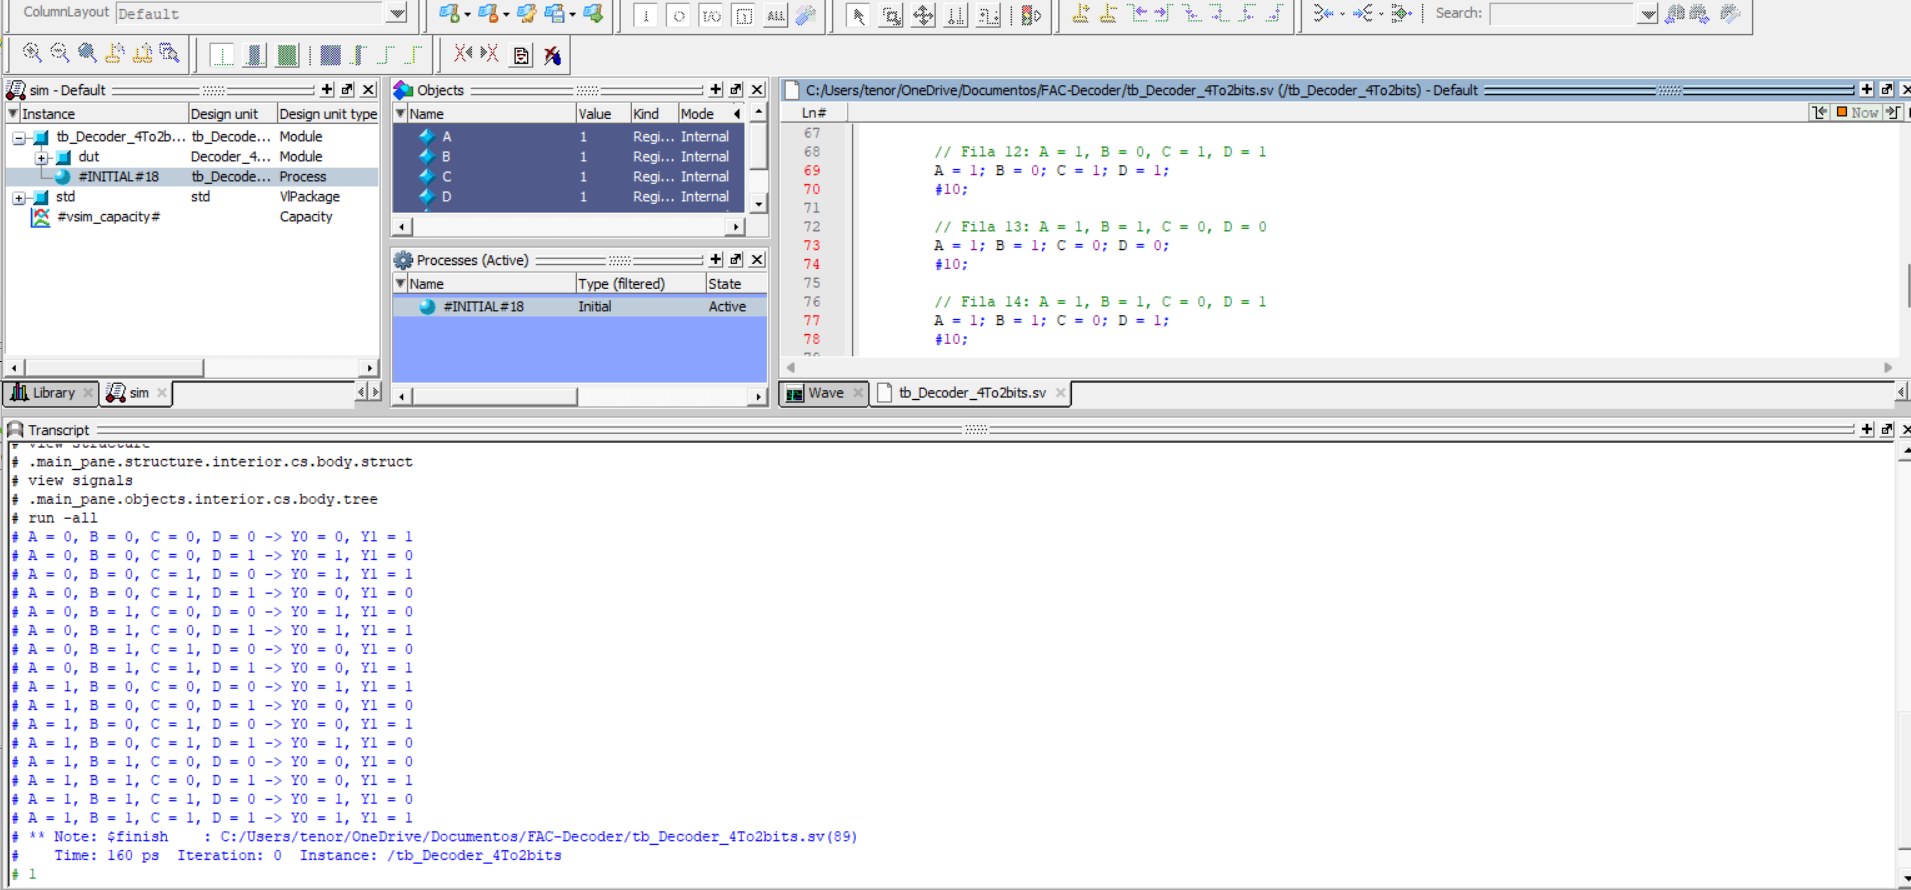 ColumnLayout Default
Search:
sim - Default
Instance Design unit Design unit type
tb_Decoder_4To2b... tb_Decode... Module
dut Decoder_4... Module
#INITIAL#18 tb_Decode... Process
std std VlPackage
#vsim_capacity# Capacity
Library sim
Objects
Name Value Kind Mode
A 1 Regi... Internal
B 1 Regi... Internal
C 1 Regi... Internal
D 1 Regi... Internal
Processes (Active)
Name Type (filtered) State
#INITIAL#18 Initial Active
C:/Users/tenor/OneDrive/Documentos/FAC-Decoder/tb_Decoder_4To2bits.sv (/tb_Decoder_4To2bits) - Default
Ln# Now
67
68 // Fila 12: A = 1, B = 0, C = 1, D = 1
69 A = 1; B = 0; C = 1; D = 1;
70 #10;
71
72 // Fila 13: A = 1, B = 1, C = 0, D = 0
73 A = 1; B = 1; C = 0; D = 0;
74 #10;
75
76 // Fila 14: A = 1, B = 1, C = 0, D = 1
77 A = 1; B = 1; C = 0; D = 1;
78 #10;
79
Wave tb_Decoder_4To2bits.sv
Transcript
# view structure
# .main_pane.structure.interior.cs.body.struct
# view signals
# .main_pane.objects.interior.cs.body.tree
# run -all
# A = 0, B = 0, C = 0, D = 0 -> Y0 = 0, Y1 = 1
# A = 0, B = 0, C = 0, D = 1 -> Y0 = 1, Y1 = 0
# A = 0, B = 0, C = 1, D = 0 -> Y0 = 1, Y1 = 1
# A = 0, B = 0, C = 1, D = 1 -> Y0 = 0, Y1 = 0
# A = 0, B = 1, C = 0, D = 0 -> Y0 = 1, Y1 = 0
# A = 0, B = 1, C = 0, D = 1 -> Y0 = 1, Y1 = 1
# A = 0, B = 1, C = 1, D = 0 -> Y0 = 0, Y1 = 0
# A = 0, B = 1, C = 1, D = 1 -> Y0 = 0, Y1 = 1
# A = 1, B = 0, C = 0, D = 0 -> Y0 = 1, Y1 = 1
# A = 1, B = 0, C = 0, D = 1 -> Y0 = 0, Y1 = 0
# A = 1, B = 0, C = 1, D = 0 -> Y0 = 0, Y1 = 1
# A = 1, B = 0, C = 1, D = 1 -> Y0 = 1, Y1 = 0
# A = 1, B = 1, C = 0, D = 0 -> Y0 = 0, Y1 = 0
# A = 1, B = 1, C = 0, D = 1 -> Y0 = 0, Y1 = 1
# A = 1, B = 1, C = 1, D = 0 -> Y0 = 1, Y1 = 0
# A = 1, B = 1, C = 1, D = 1 -> Y0 = 1, Y1 = 1
# ** Note: $finish : C:/Users/tenor/OneDrive/Documentos/FAC-Decoder/tb_Decoder_4To2bits.sv(89)
# Time: 160 ps Iteration: 0 Instance: /tb_Decoder_4To2bits
# 1